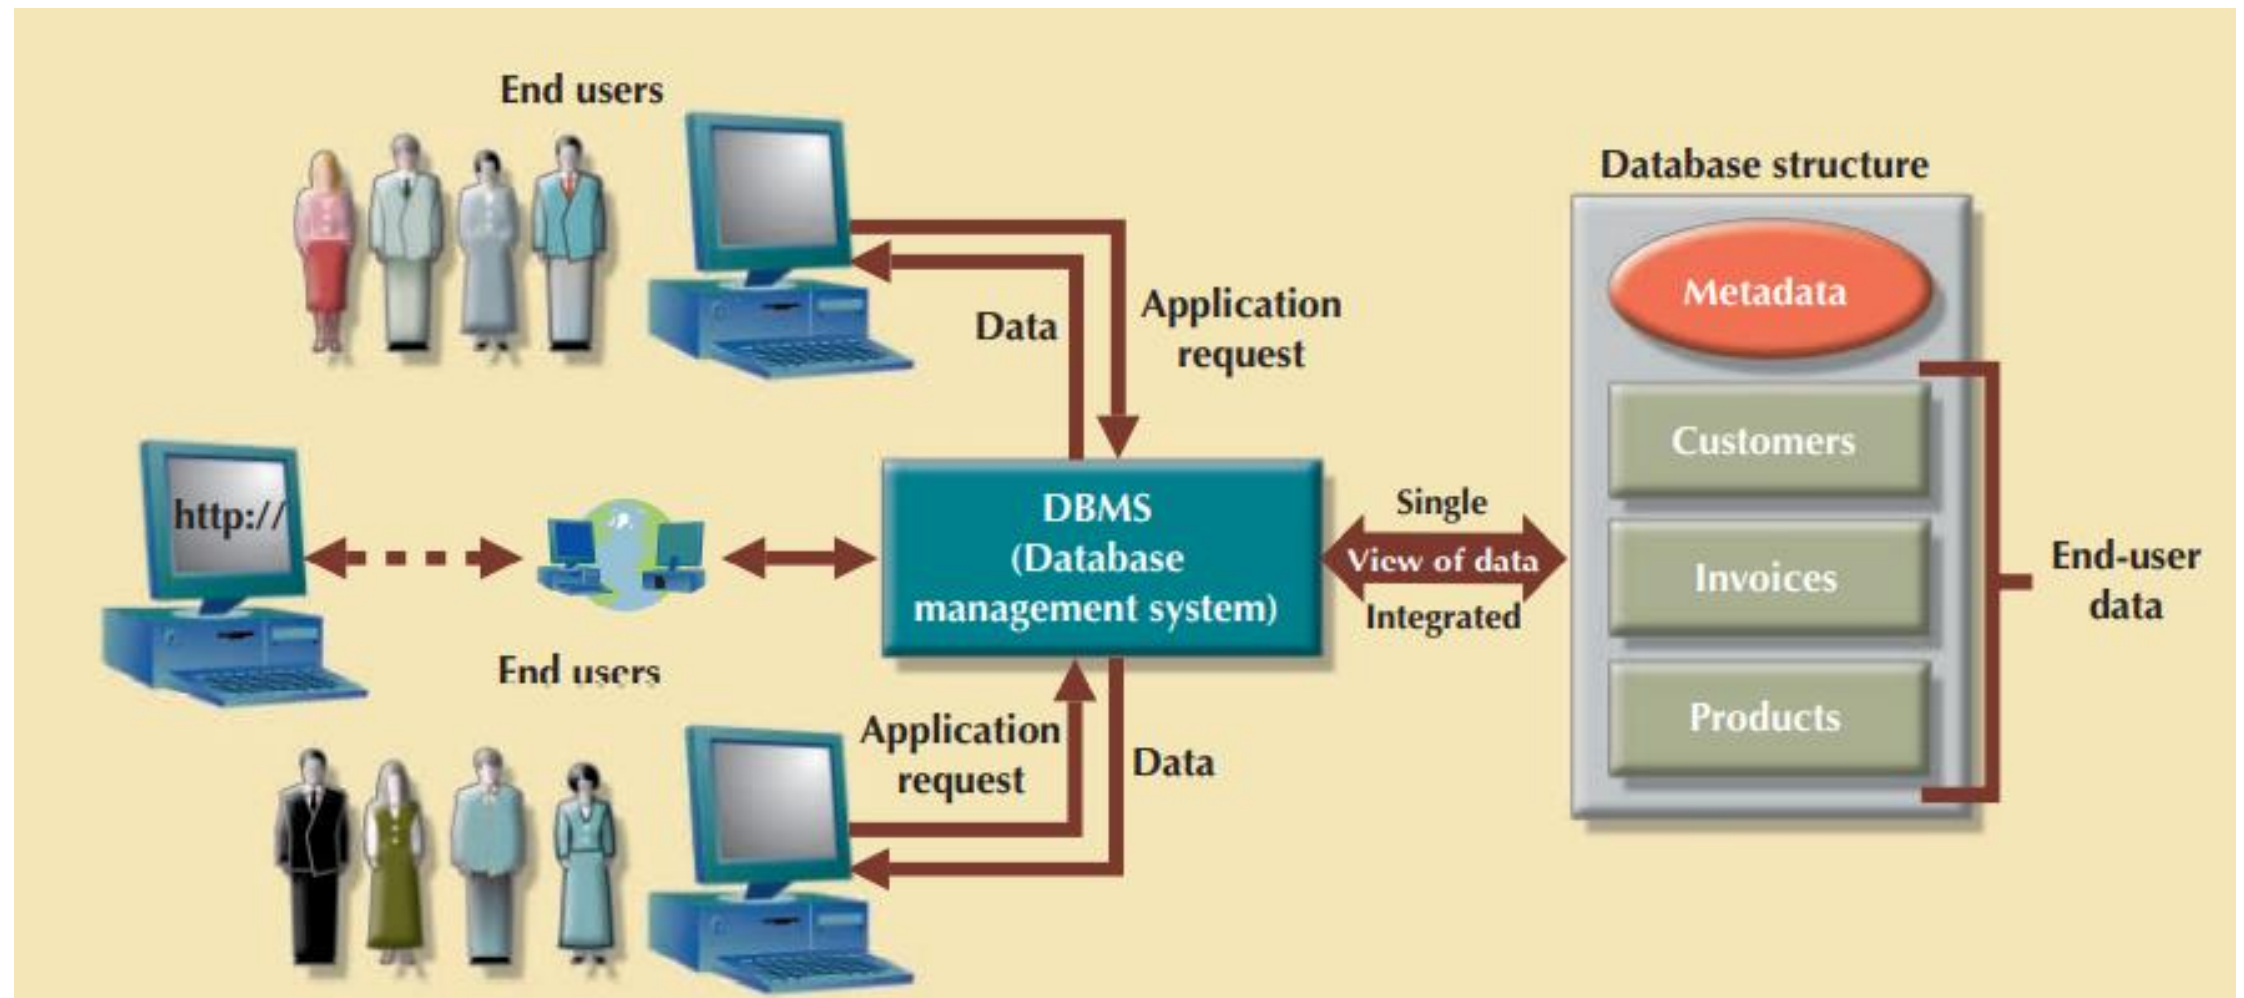 End users
Database structure
Metadata
Data
Application
request
Customers
http://
DBMS
(Database
management system)
Single
View of data
Integrated
Invoices
End-user
data
End users
Products
Application
request
Data